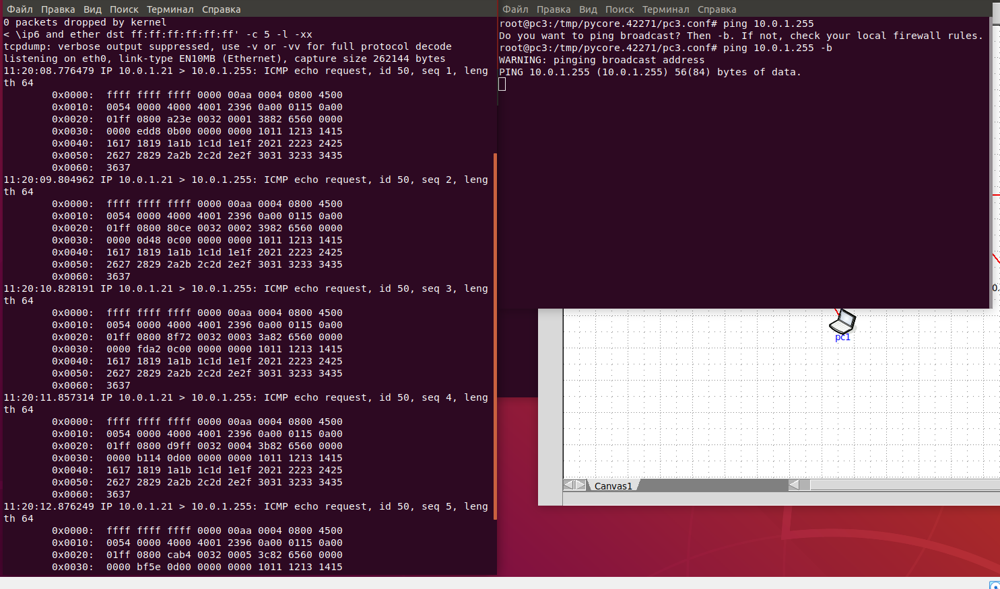 Файл Правка Вид Поиск Терминал Справка
0 packets dropped by kernel
< \ip6 and ether dst ff:ff:ff:ff:ff:ff' -c 5 -l -xx
tcpdump: verbose output suppressed, use -v or -vv for full protocol decode
listening on eth0, link-type EN10MB (Ethernet), capture size 262144 bytes
11:20:08.776479 IP 10.0.1.21 > 10.0.1.255: ICMP echo request, id 50, seq 1, leng
th 64
0x0000: ffff ffff ffff 0000 00aa 0004 0800 4500
0x0010: 0054 0000 4000 4001 2396 0a00 0115 0a00
0x0020: 01ff 0800 a23e 0032 0001 3882 6560 0000
0x0030: 0000 edd8 0b00 0000 0000 1011 1213 1415
0x0040: 1617 1819 1a1b 1c1d 1e1f 2021 2223 2425
0x0050: 2627 2829 2a2b 2c2d 2e2f 3031 3233 3435
0x0060: 3637
11:20:09.804962 IP 10.0.1.21 > 10.0.1.255: ICMP echo request, id 50, seq 2, leng
th 64
0x0000: ffff ffff ffff 0000 00aa 0004 0800 4500
0x0010: 0054 0000 4000 4001 2396 0a00 0115 0a00
0x0020: 01ff 0800 80ce 0032 0002 3982 6560 0000
0x0030: 0000 0d48 0c00 0000 0000 1011 1213 1415
0x0040: 1617 1819 1a1b 1c1d 1e1f 2021 2223 2425
0x0050: 2627 2829 2a2b 2c2d 2e2f 3031 3233 3435
0x0060: 3637
11:20:10.828191 IP 10.0.1.21 > 10.0.1.255: ICMP echo request, id 50, seq 3, leng
th 64
0x0000: ffff ffff ffff 0000 00aa 0004 0800 4500
0x0010: 0054 0000 4000 4001 2396 0a00 0115 0a00
0x0020: 01ff 0800 8f72 0032 0003 3a82 6560 0000
0x0030: 0000 fda2 0c00 0000 0000 1011 1213 1415
0x0040: 1617 1819 1a1b 1c1d 1e1f 2021 2223 2425
0x0050: 2627 2829 2a2b 2c2d 2e2f 3031 3233 3435
0x0060: 3637
11:20:11.857314 IP 10.0.1.21 > 10.0.1.255: ICMP echo request, id 50, seq 4, leng
th 64
0x0000: ffff ffff ffff 0000 00aa 0004 0800 4500
0x0010: 0054 0000 4000 4001 2396 0a00 0115 0a00
0x0020: 01ff 0800 d9ff 0032 0004 3b82 6560 0000
0x0030: 0000 b114 0d00 0000 0000 1011 1213 1415
0x0040: 1617 1819 1a1b 1c1d 1e1f 2021 2223 2425
0x0050: 2627 2829 2a2b 2c2d 2e2f 3031 3233 3435
0x0060: 3637
11:20:12.876249 IP 10.0.1.21 > 10.0.1.255: ICMP echo request, id 50, seq 5, leng
th 64
0x0000: ffff ffff ffff 0000 00aa 0004 0800 4500
0x0010: 0054 0000 4000 4001 2396 0a00 0115 0a00
0x0020: 01ff 0800 cab4 0032 0005 3c82 6560 0000
0x0030: 0000 bf5e 0d00 0000 0000 1011 1213 1415
Файл Правка Вид Поиск Терминал Справка
root@pc3:/tmp/pycore.42271/pc3.conf# ping 10.0.1.255
Do you want to ping broadcast? Then -b. If not, check your local firewall rules.
root@pc3:/tmp/pycore.42271/pc3.conf# ping 10.0.1.255 -b
WARNING: pinging broadcast address
PING 10.0.1.255 (10.0.1.255) 56(84) bytes of data.
0.
pc1
Canvas1